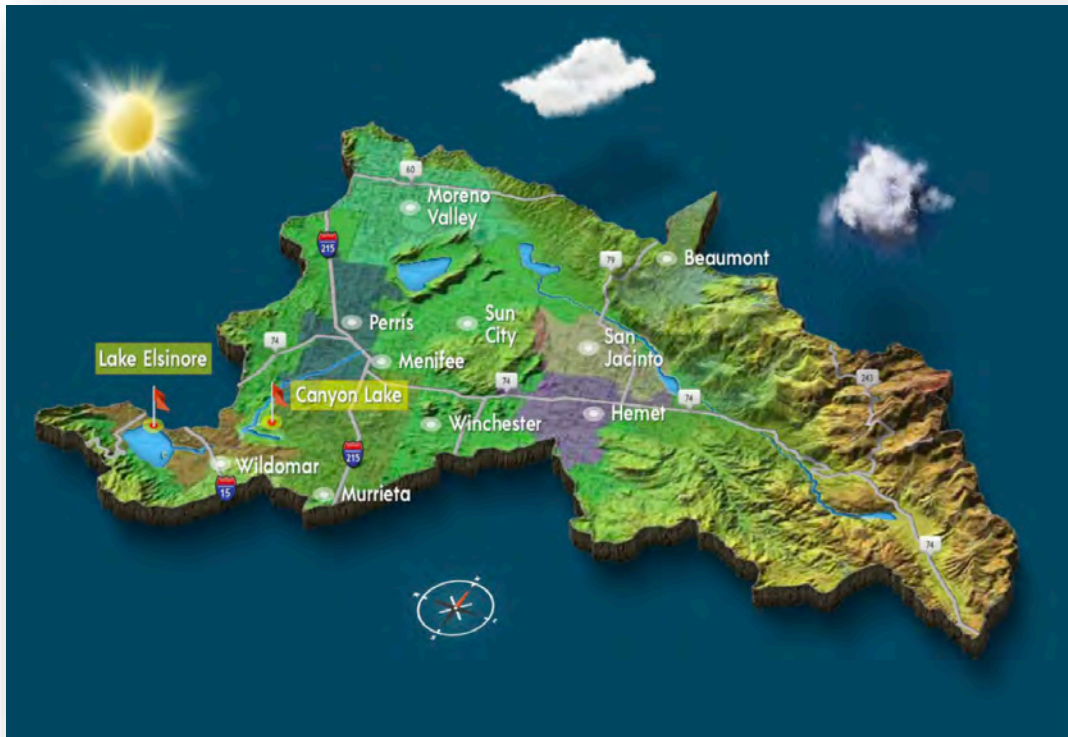 60
Moreno
Valley
215
79
Beaumont
Perris
Sun
City
San
Jacinto
74
Lake Elsinore
Menifee
243
74
Canyon Lake
74
Hemet
Winchester
215
Wildomar
15
Murrieta
74